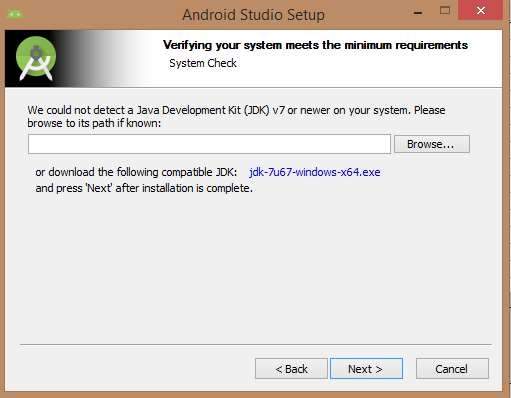 Android Studio Setup
Verifying your system meets the minimum requirements
System Check
We could not detect a Java Development Kit (JDK) v7 or newer on your system. Please
browse to its path if known:
Browse...
or download the following compatible JDK: jdk-7u67-windows-x64.exe
and press 'Next' after installation is complete.
< Back
Next >
Cancel